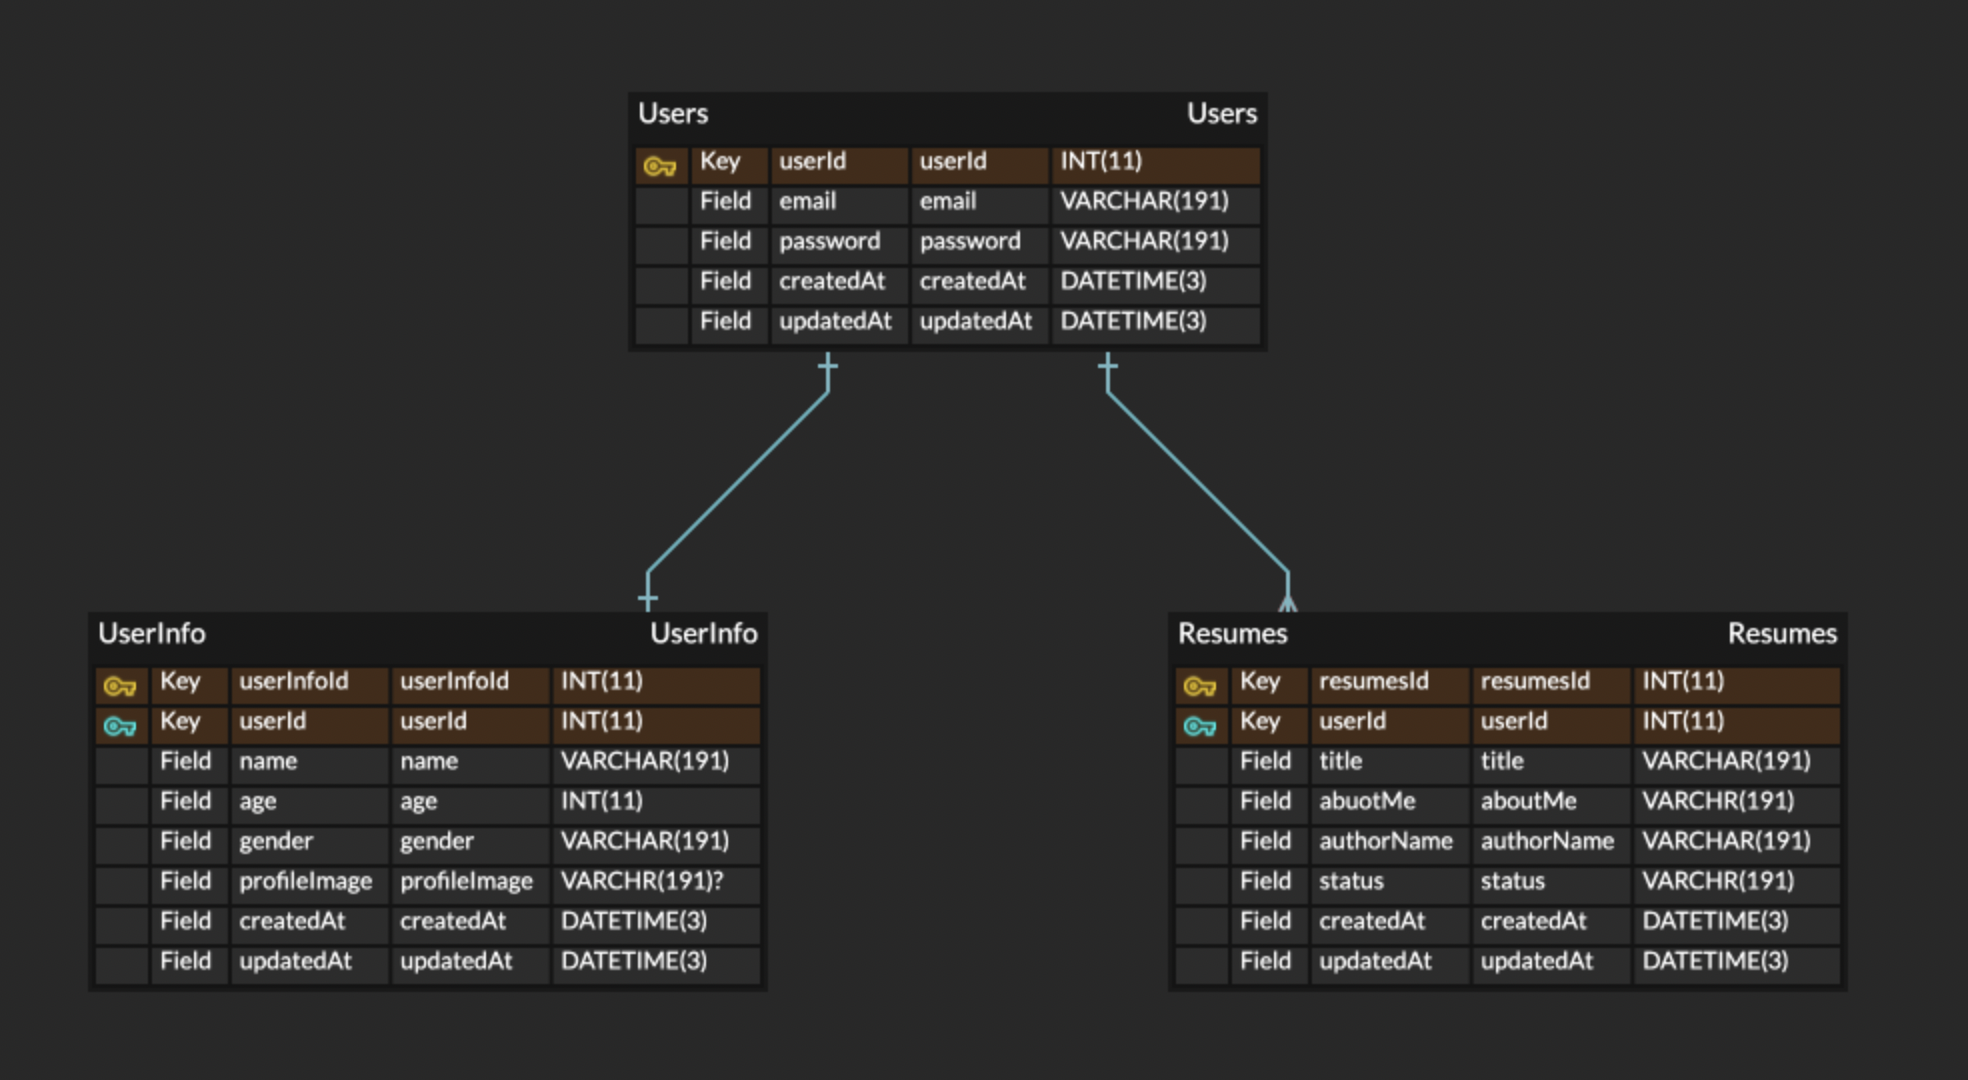 Users Users
Key userId userId INT(11)
Field email email VARCHAR(191)
Field password password VARCHAR(191)
Field createdAt createdAt DATETIME(3)
Field updatedAt updatedAt DATETIME(3)
UserInfo UserInfo
Key userInfoId userInfoId INT(11)
Key userId userId INT(11)
Field name name VARCHAR(191)
Field age age INT(11)
Field gender gender VARCHAR(191)
Field profileImage profileImage VARCHR(191)?
Field createdAt createdAt DATETIME(3)
Field updatedAt updatedAt DATETIME(3)
Resumes Resumes
Key resumesId resumesId INT(11)
Key userId userId INT(11)
Field title title VARCHAR(191)
Field abuotMe aboutMe VARCHR(191)
Field authorName authorName VARCHAR(191)
Field status status VARCHR(191)
Field createdAt createdAt DATETIME(3)
Field updatedAt updatedAt DATETIME(3)